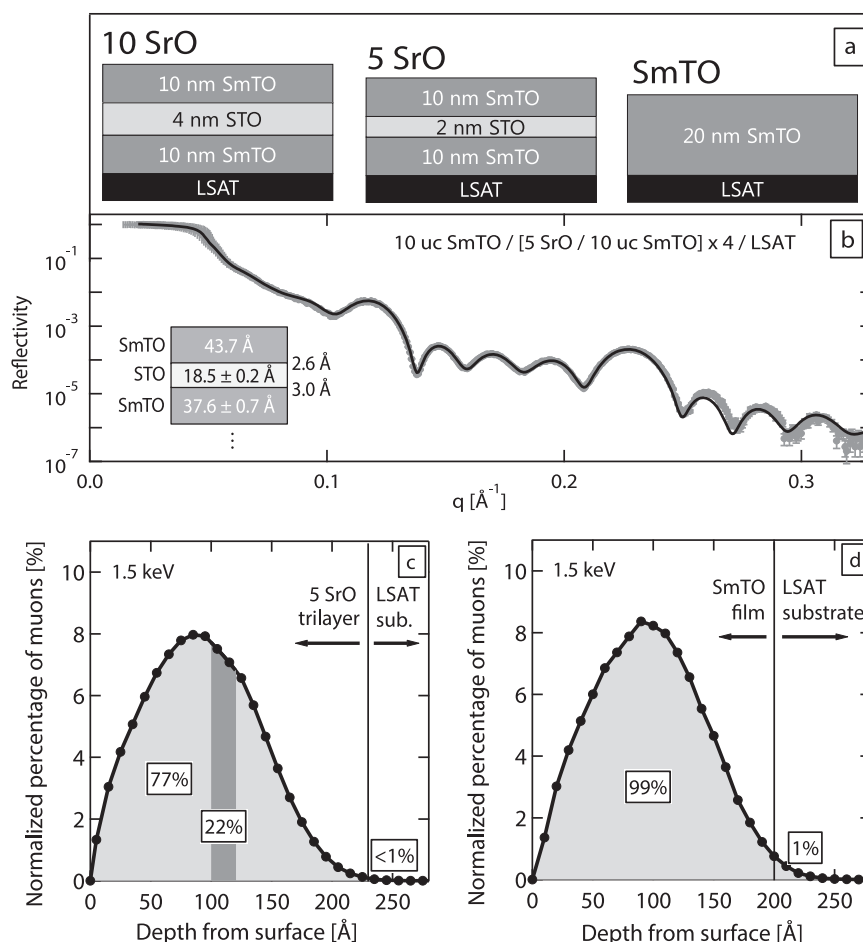 a
10 SrO
10 nm SmTO
4 nm STO
10 nm SmTO
LSAT
5 SrO
10 nm SmTO
2 nm STO
10 nm SmTO
LSAT
SmTO
20 nm SmTO
LSAT
b
10 uc SmTO / [5 SrO / 10 uc SmTO] x 4 / LSAT
Reflectivity
10⁻¹
10⁻³
10⁻⁵
10⁻⁷
SmTO 43.7 Å
2.6 Å
STO 18.5 ± 0.2 Å
3.0 Å
SmTO 37.6 ± 0.7 Å
⋮
0.0 0.1 0.2 0.3
q [Å⁻¹]
c
1.5 keV
5 SrO
trilayer
LSAT
sub.
77%
22%
<1%
Normalized percentage of muons [%]
10
8
6
4
2
0
0 50 100 150 200 250
Depth from surface [Å]
d
1.5 keV
SmTO
film
LSAT
substrate
99%
1%
Normalized percentage of muons [%]
10
8
6
4
2
0
0 50 100 150 200 250
Depth from surface [Å]